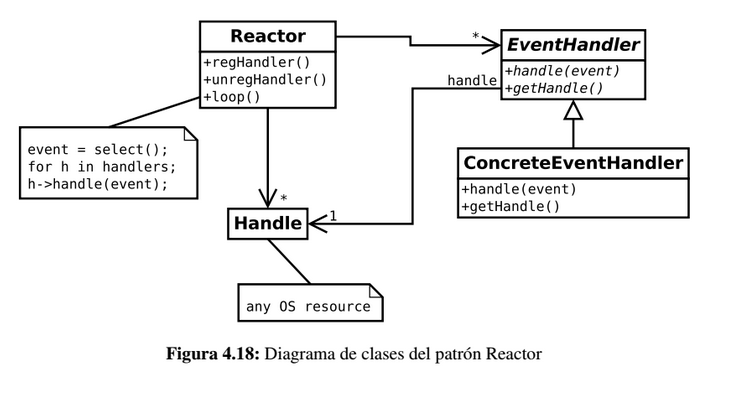 Reactor
+regHandler()
+unregHandler()
+loop()
*
EventHandler
+handle(event)
+getHandle()
handle
event = select();
for h in handlers;
h->handle(event);
ConcreteEventHandler
+handle(event)
+getHandle()
*
Handle
1
any OS resource
Figura 4.18: Diagrama de clases del patrón Reactor